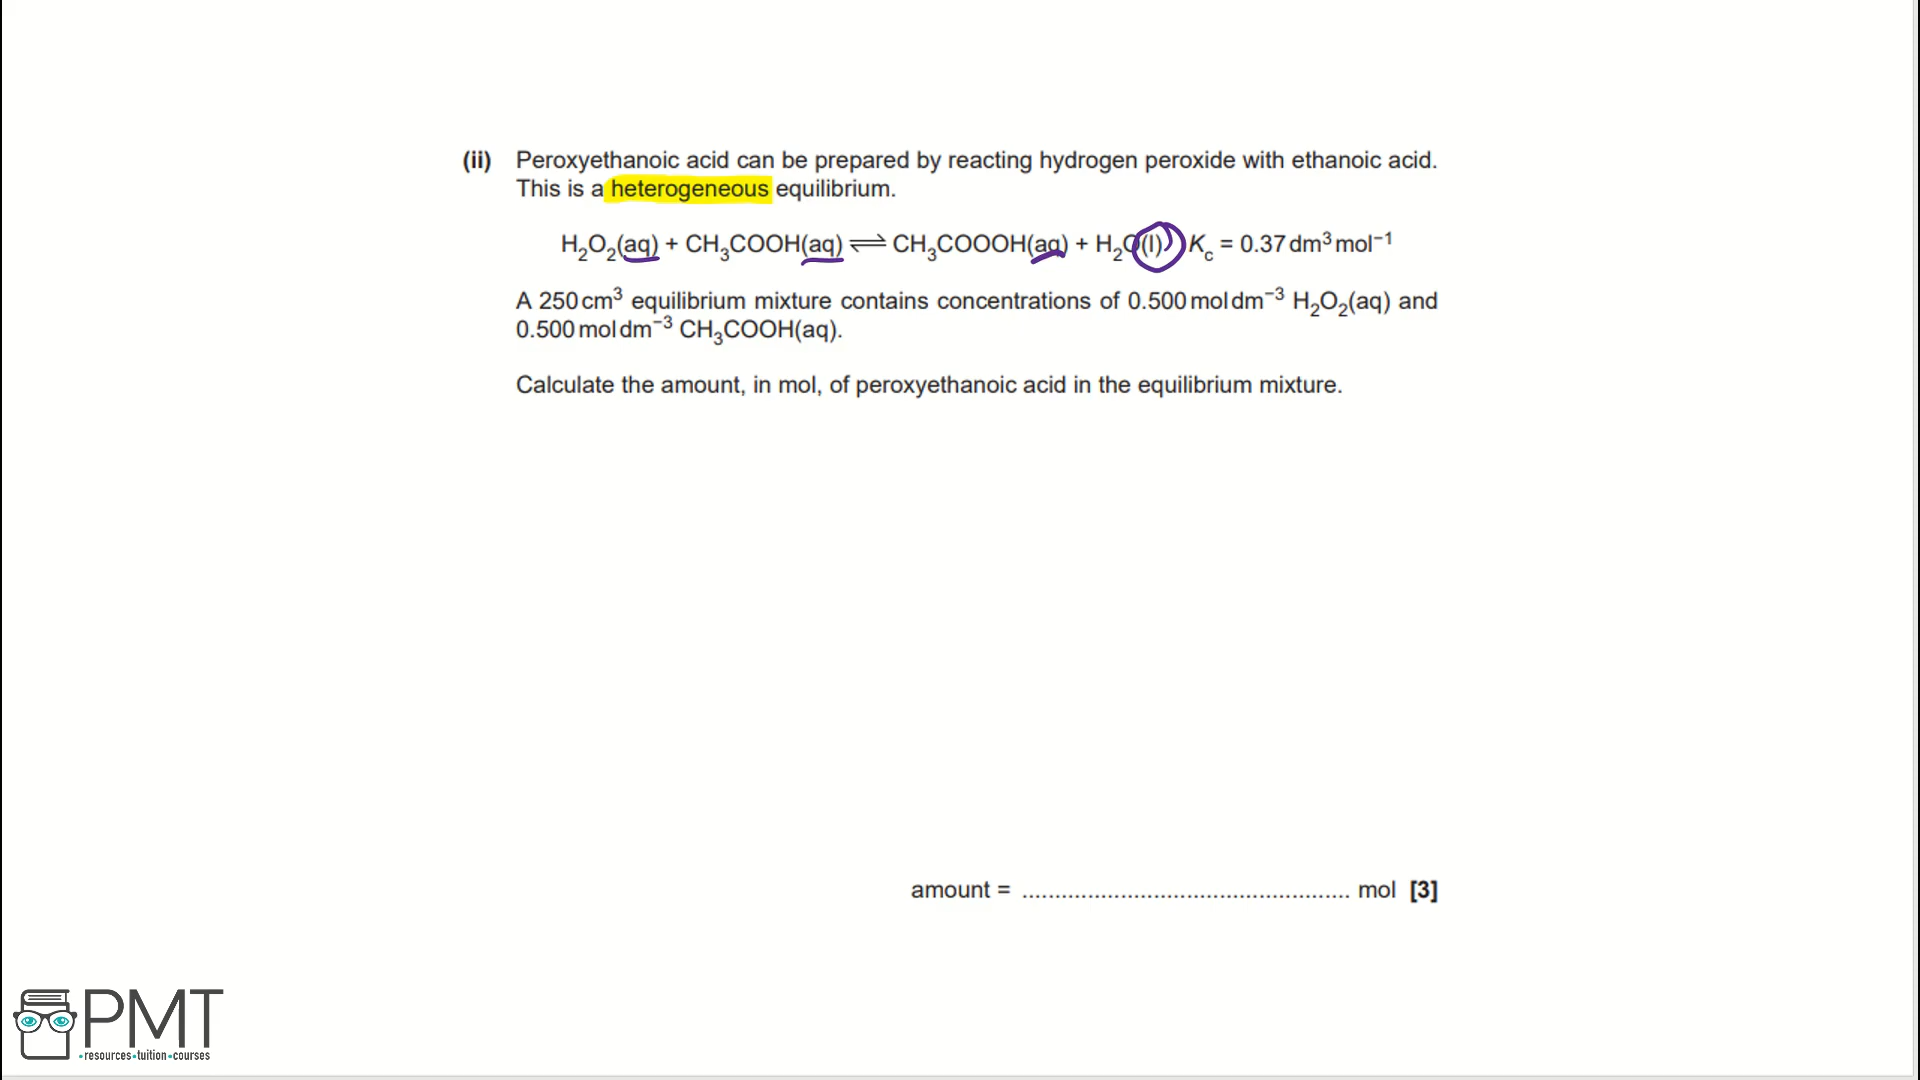 (ii) Peroxyethanoic acid can be prepared by reacting hydrogen peroxide with ethanoic acid.
This is a heterogeneous equilibrium.
H₂O₂(aq) + CH₃COOH(aq) ⇌ CH₃COOOH(aq) + H₂O(l) Kc = 0.37 dm³ mol⁻¹
A 250 cm³ equilibrium mixture contains concentrations of 0.500 mol dm⁻³ H₂O₂(aq) and
0.500 mol dm⁻³ CH₃COOH(aq).
Calculate the amount, in mol, of peroxyethanoic acid in the equilibrium mixture.
amount = .................................................. mol [3]
PMT
•resources•tuition•courses